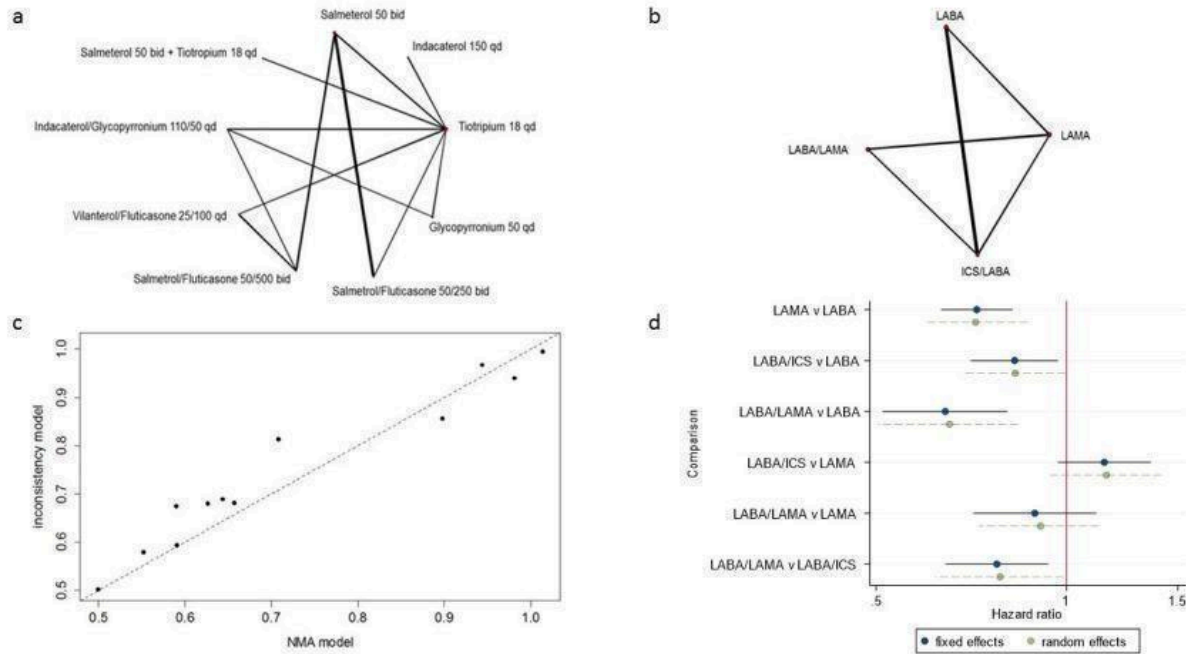 a
Salmeterol 50 bid
Indacaterol 150 qd
Salmeterol 50 bid + Tiotropium 18 qd
Indacaterol/Glycopyrronium 110/50 qd
Tiotripium 18 qd
Vilanterol/Fluticasone 25/100 qd
Glycopyrronium 50 qd
Salmetrol/Fluticasone 50/500 bid
Salmetrol/Fluticasone 50/250 bid
b
LABA
LAMA
LABA/LAMA
ICS/LABA
c
inconsistency model
1.0
0.9
0.8
0.7
0.6
0.5
0.5 0.6 0.7 0.8 0.9 1.0
NMA model
d
Comparison
LAMA v LABA
LABA/ICS v LABA
LABA/LAMA v LABA
LABA/ICS v LAMA
LABA/LAMA v LAMA
LABA/LAMA v LABA/ICS
.5 1 1.5
Hazard ratio
fixed effects random effects